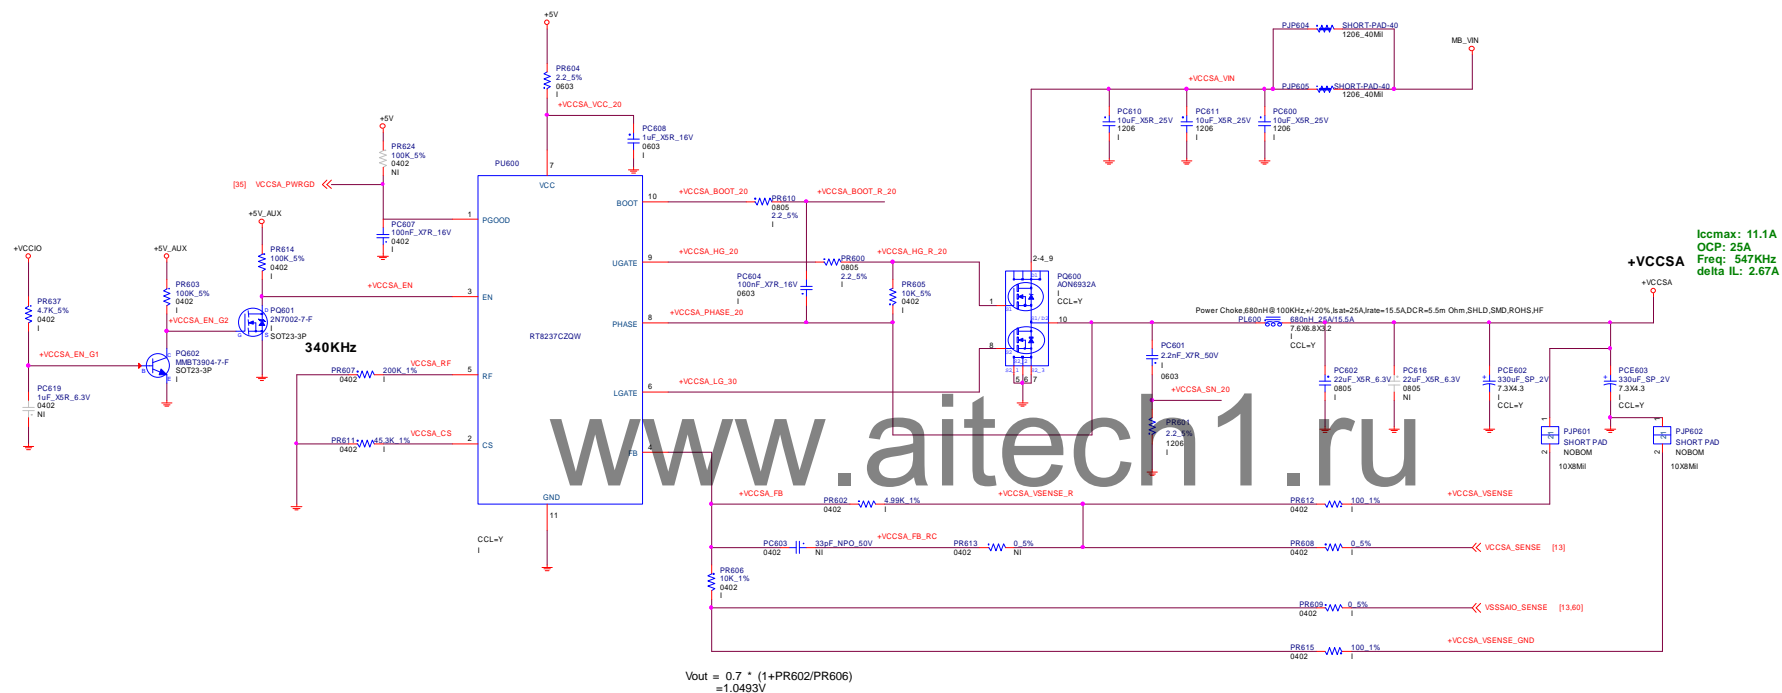 +5V
PR604
2.2_5%
0603
I
+VCCSA_VCC_20
PC608
1uF_X5R_16V
0603
I
+5V
PR624
100K_5%
0402
NI
[35] VCCSA_PWRGD
PC607
100nF_X7R_16V
0402
I
+5V_AUX
PR614
100K_5%
0402
I
+VCCSA_EN
+VCCIO
PR637
4.7K_5%
0402
I
+5V_AUX
PR603
100K_5%
0402
I
+VCCSA_EN_G2
PQ601
2N7002-7-F
I
SOT23-3P
D
G
S
+VCCSA_EN_G1
PQ602
MMBT3904-7-F
SOT23-3P
I
B
C
E
PC619
1uF_X5R_6.3V
0402
NI
340KHz
VCCSA_RF
PR607
200K_1%
0402
I
VCCSA_CS
PR611
45.3K_1%
0402
I
PU600
RT8237CZQW
VCC
7
BOOT
10
1
PGOOD
UGATE
9
3
EN
PHASE
8
5
RF
LGATE
6
2
CS
FB
4
GND
11
CCL=Y
I
+VCCSA_BOOT_20
PR610
0805
2.2_5%
I
+VCCSA_BOOT_R_20
+VCCSA_HG_20
PR600
0805
2.2_5%
I
+VCCSA_HG_R_20
PC604
100nF_X7R_16V
0603
I
PR605
10K_5%
0402
I
+VCCSA_PHASE_20
+VCCSA_LG_30
PJP604
SHORT-PAD-40
1206_40Mil
MB_VIN
+VCCSA_VIN
PJP605
SHORT-PAD-40
1206_40Mil
PC610
10uF_X5R_25V
1206
I
PC611
10uF_X5R_25V
1206
I
PC600
10uF_X5R_25V
1206
I
2-4_9
PQ600
AON6932A
I
CCL=Y
1
10
8
5
6
7
Iccmax: 11.1A
OCP: 25A
Freq: 547KHz
delta IL: 2.67A
+VCCSA
+VCCSA
Power Choke,680nH@100KHz,+/-20%,Isat=25A,Irate=15.5A,DCR=5.5m Ohm,SHLD,SMD,ROHS,HF
PL600
680nH_25A/15.5A
7.6X6.8X3.2
I
CCL=Y
PC601
2.2nF_X7R_50V
I
0603
+VCCSA_SN_20
PR601
2.2_5%
1206
I
PC602
22uF_X5R_6.3V
0805
I
PC616
22uF_X5R_6.3V
0805
NI
PCE602
330uF_SP_2V
7.3X4.3
I
CCL=Y
PCE603
330uF_SP_2V
7.3X4.3
I
CCL=Y
PJP601
SHORT PAD
NOBOM
10X8Mil
1
2
PJP602
SHORT PAD
NOBOM
10X8Mil
1
2
www.aitech1.ru
+VCCSA_FB
PR602
4.99K_1%
0402
I
+VCCSA_VSENSE_R
PR612
100_1%
0402
I
+VCCSA_VSENSE
PC603
33pF_NPO_50V
0402
NI
+VCCSA_FB_RC
PR613
0_5%
0402
NI
PR608
0_5%
0402
I
VCCSA_SENSE [13]
PR606
10K_1%
0402
I
PR609
0_5%
0402
I
VSSSAIO_SENSE [13,60]
PR615
100_1%
0402
I
+VCCSA_VSENSE_GND
Vout = 0.7 * (1+PR602/PR606)
=1.0493V